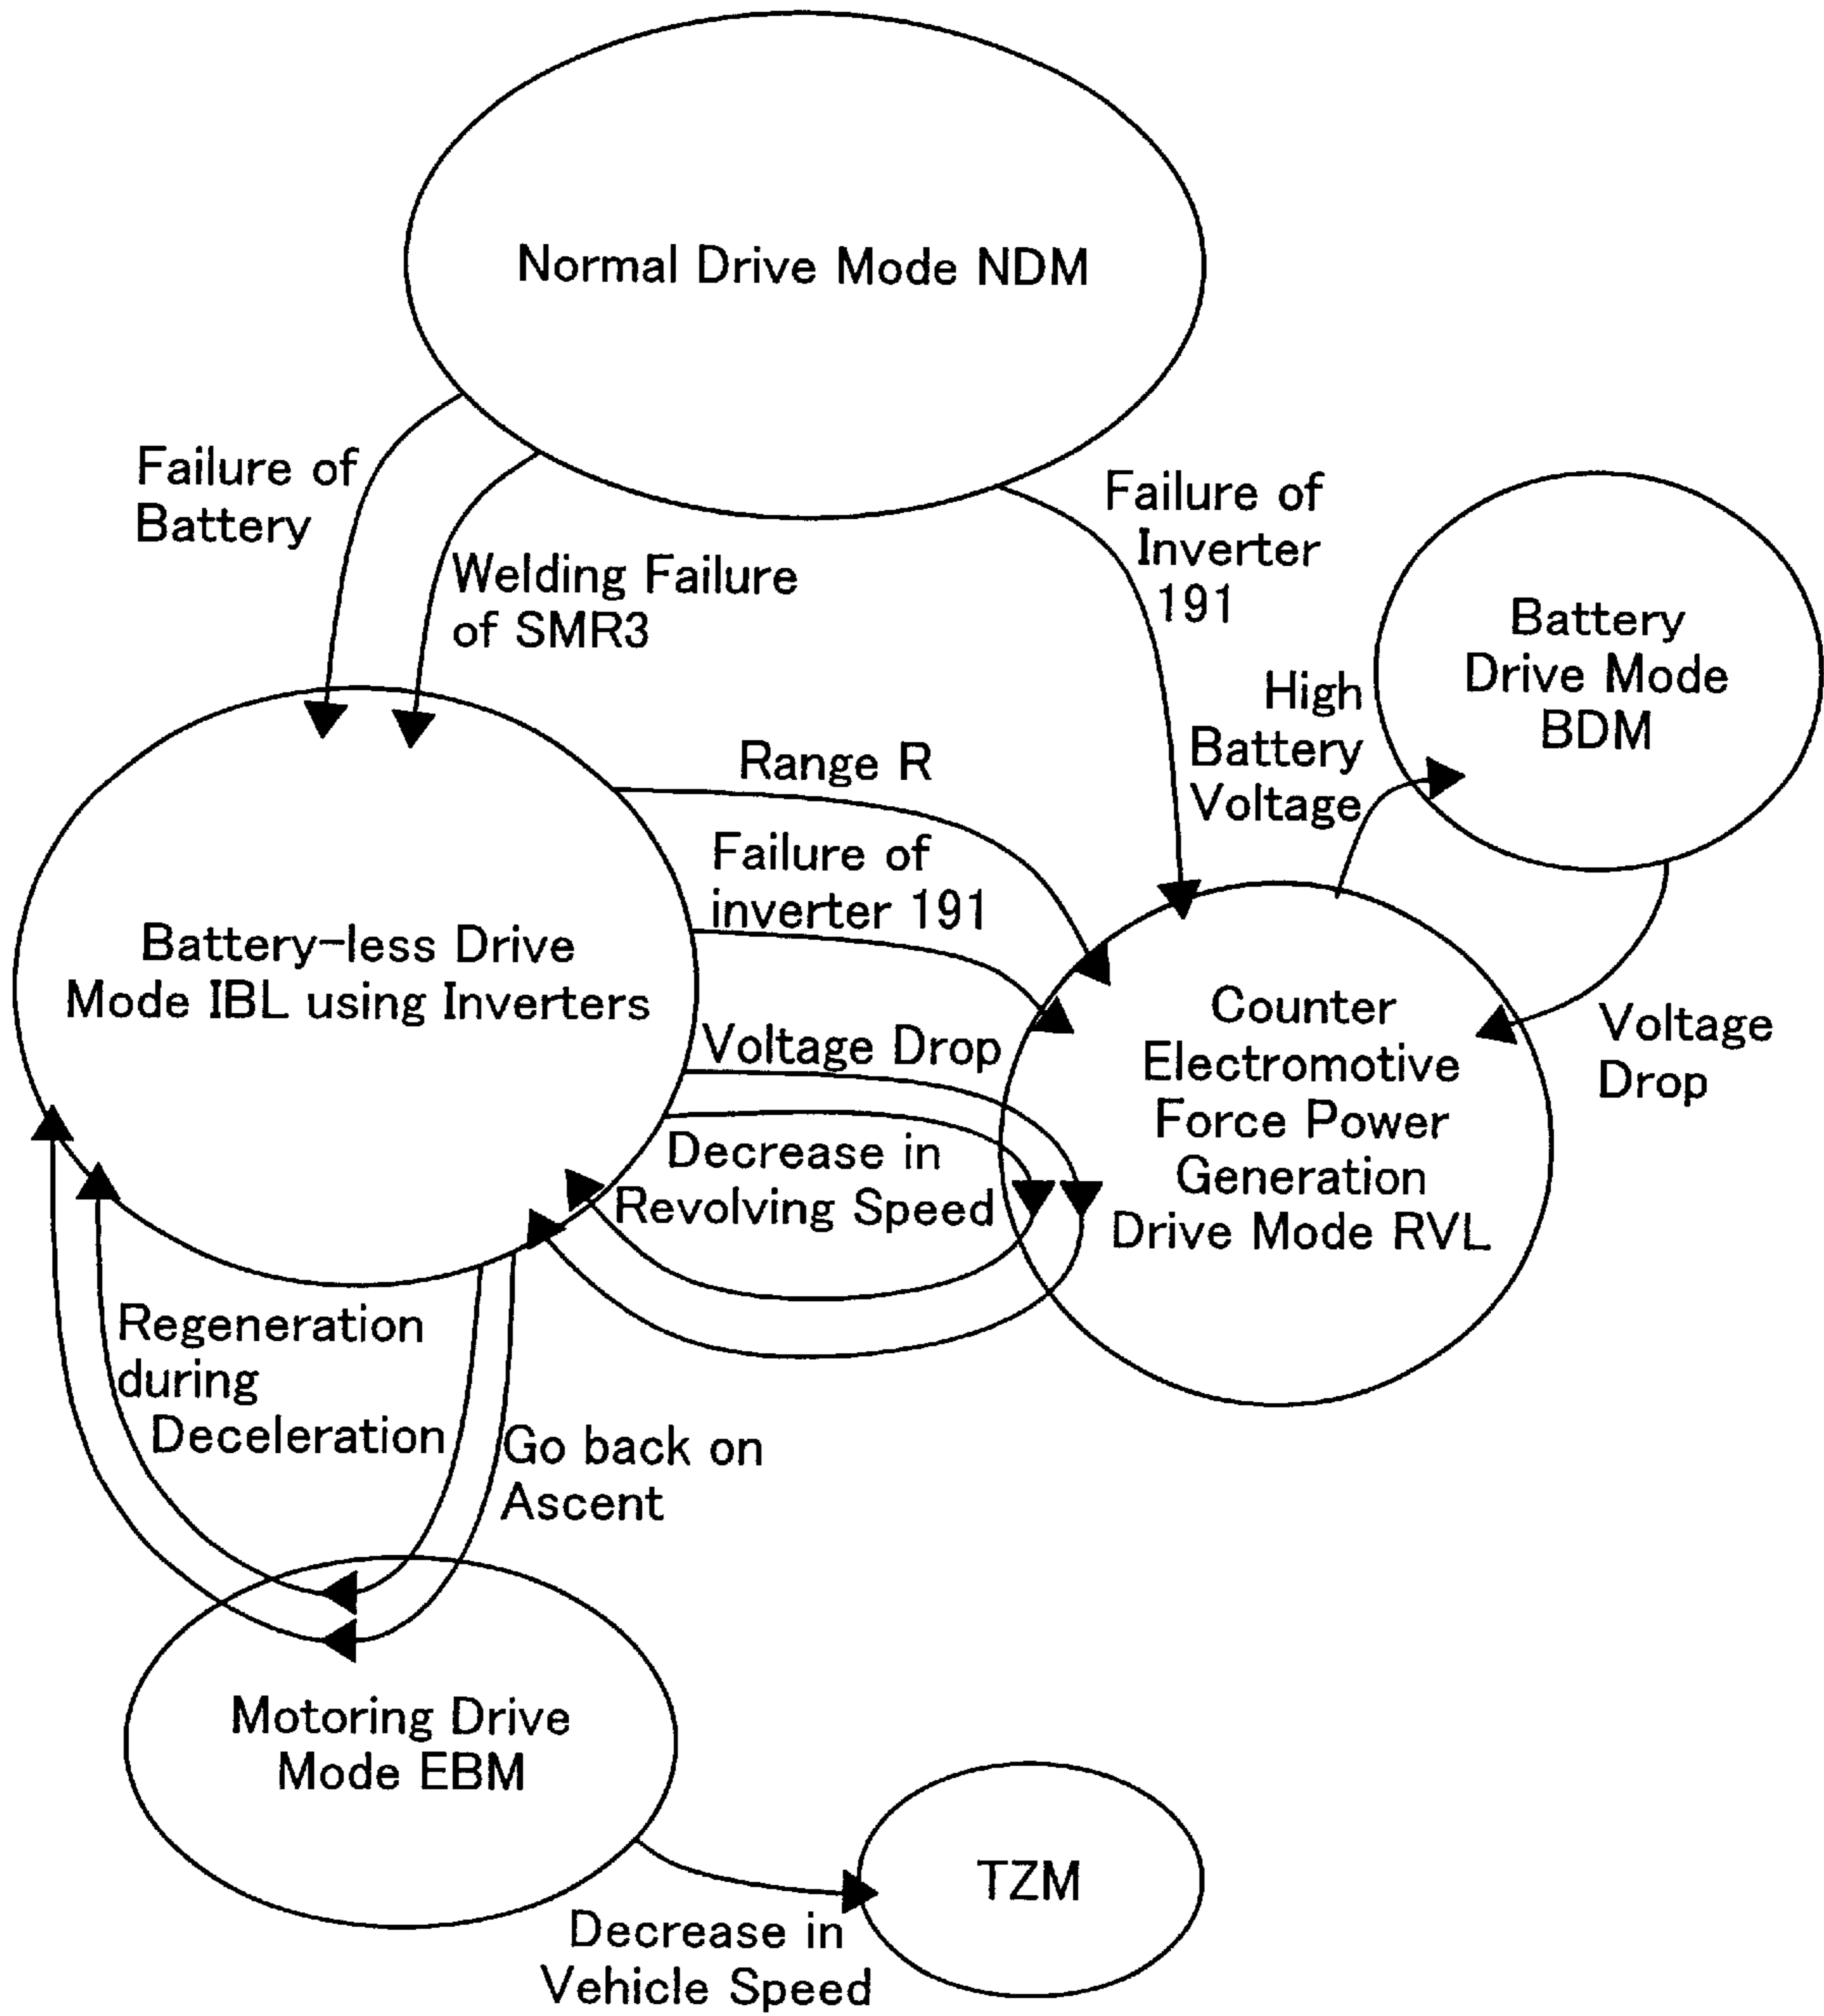 Normal Drive Mode NDM
Failure of
Battery
Welding Failure
of SMR3
Failure of
Inverter
191
Battery
Drive Mode
BDM
High
Battery
Voltage
Range R
Failure of
inverter 191
Battery-less Drive
Mode IBL using Inverters
Voltage Drop
Decrease in
Revolving Speed
Counter
Electromotive
Force Power
Generation
Drive Mode RVL
Voltage
Drop
Regeneration
during
Deceleration
Go back on
Ascent
Motoring Drive
Mode EBM
TZM
Decrease in
Vehicle Speed